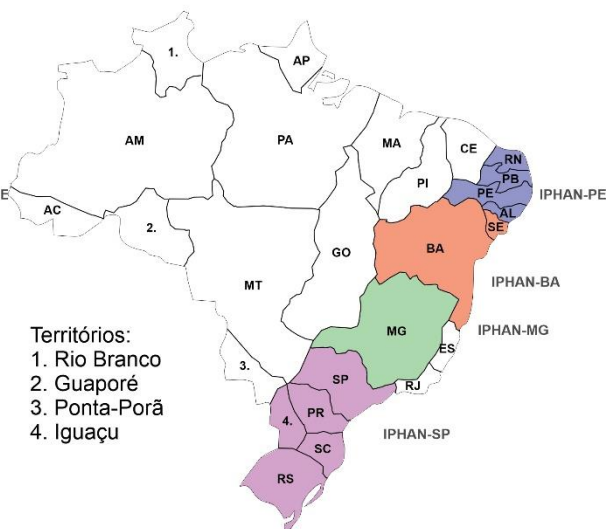 1.
AP
AM
PA
MA
CE
RN
PB
PI
PE
AL
IPHAN-PE
E
AC
2.
SE
BA
GO
MT
IPHAN-BA
MG
IPHAN-MG
ES
Territórios:
1. Rio Branco
2. Guaporé
3. Ponta-Porã
4. Iguaçu
3.
SP
RJ
4.
PR
IPHAN-SP
SC
RS